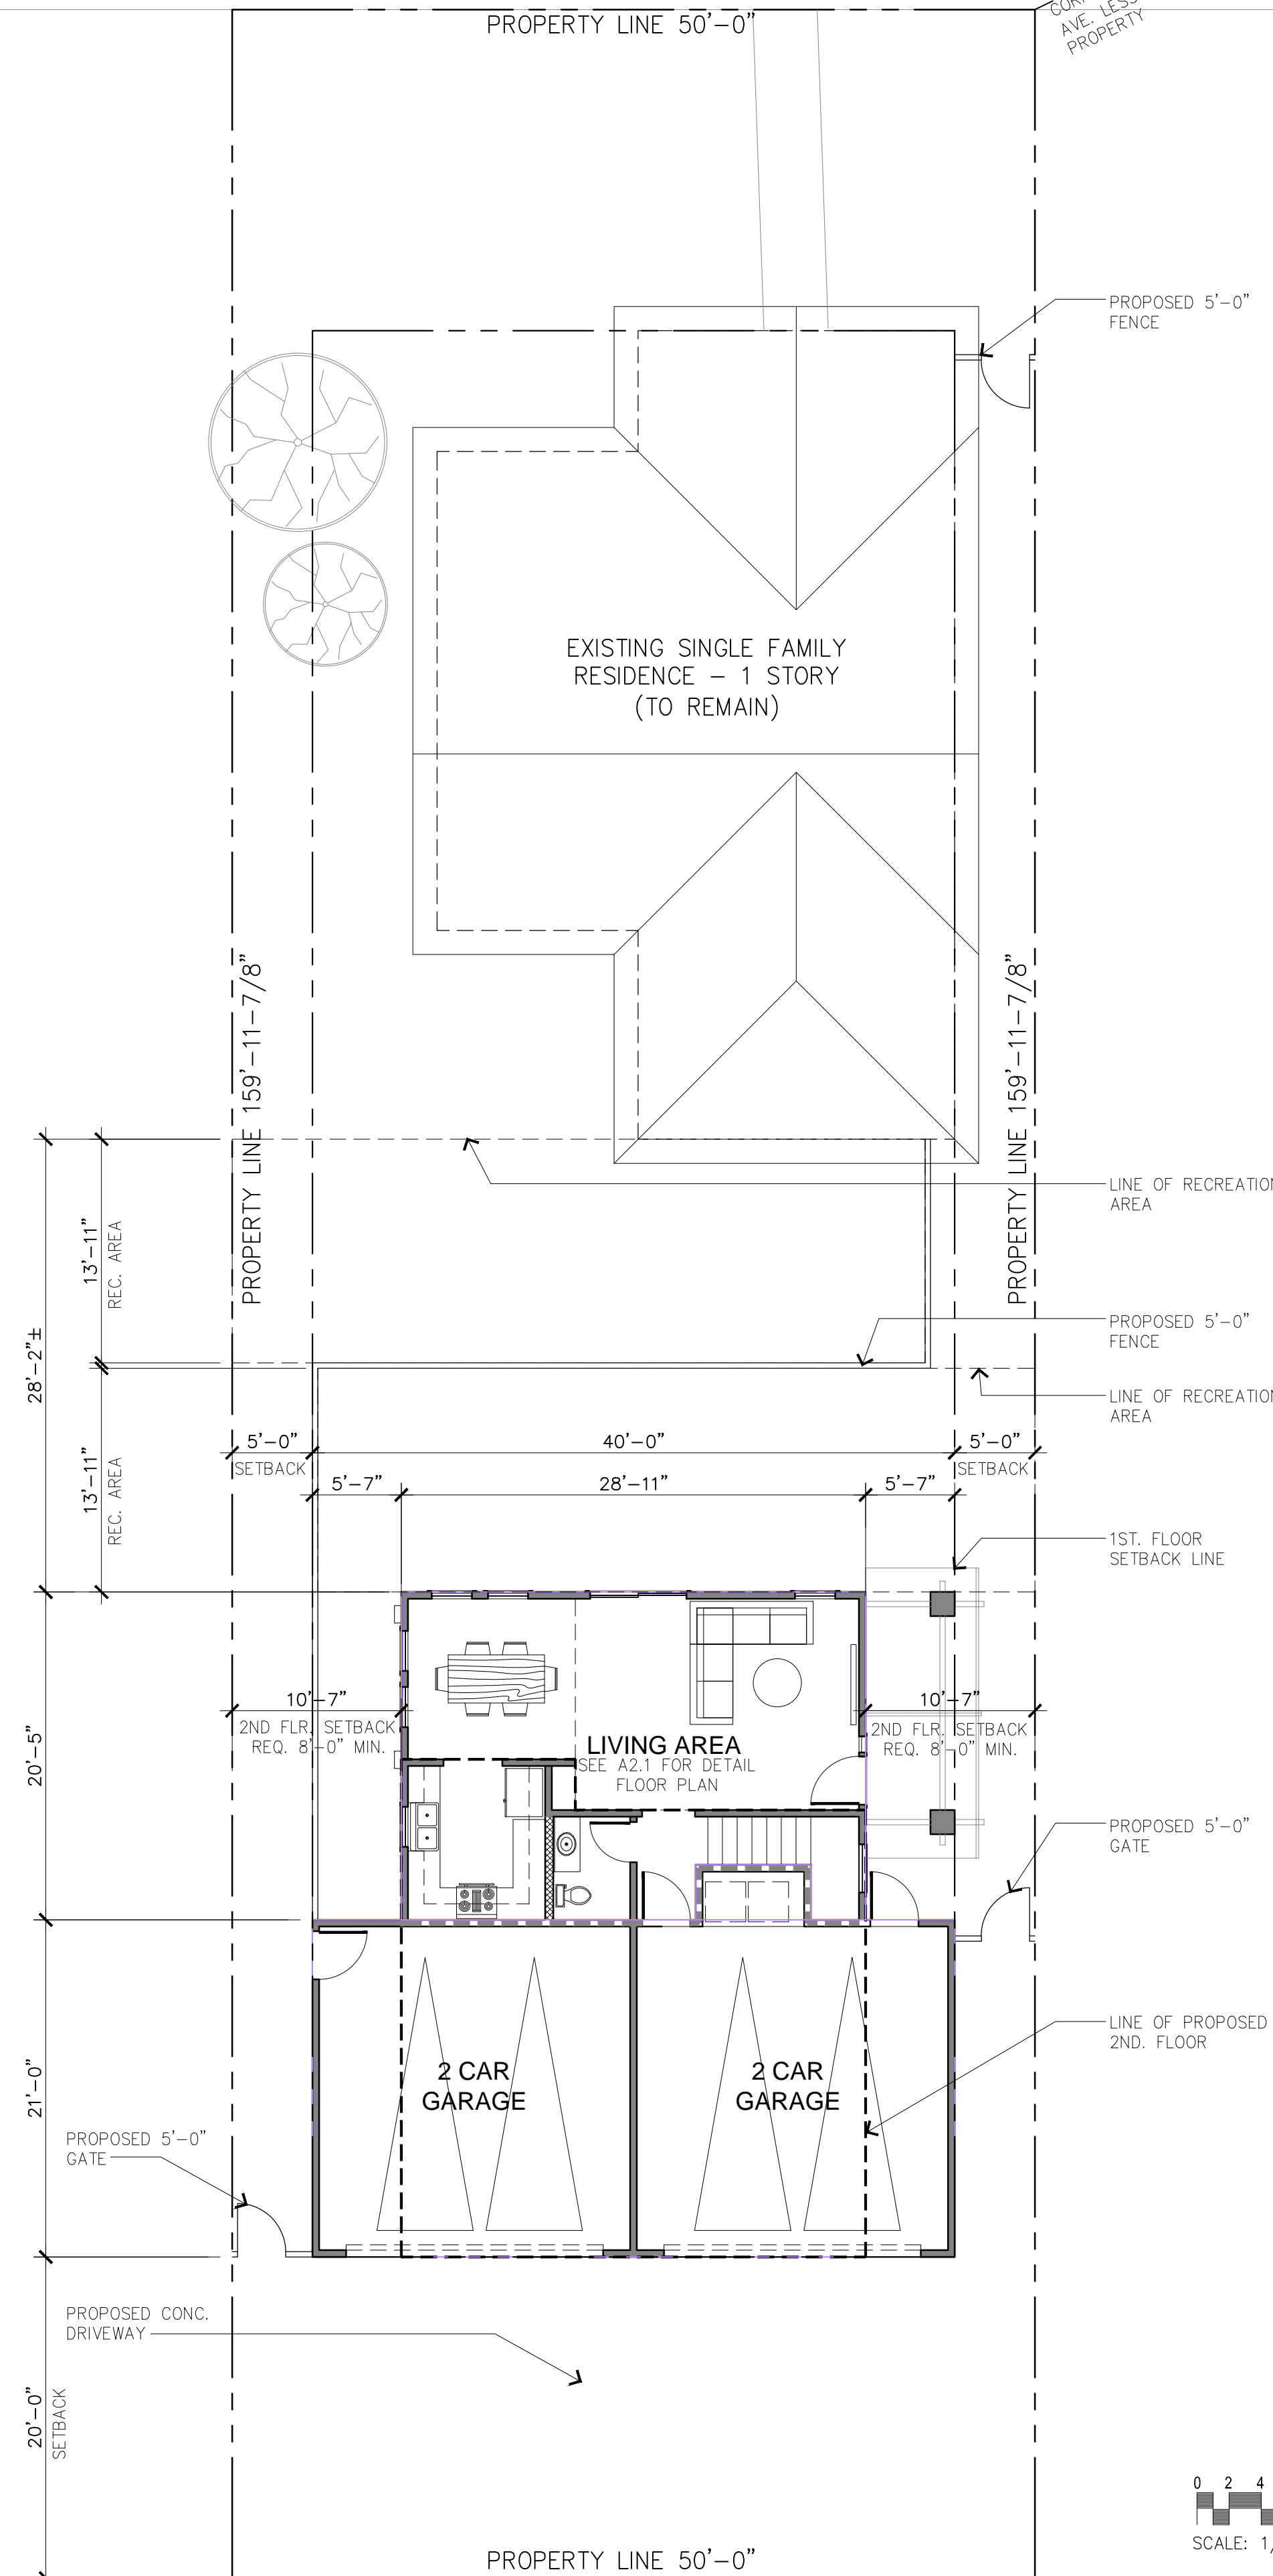 PROPERTY LINE 50'-0"
AVE. LESS
PROPERTY
PROPOSED 5'-0"
FENCE
EXISTING SINGLE FAMILY
RESIDENCE - 1 STORY
(TO REMAIN)
PROPERTY LINE 159'-11-7/8"
PROPERTY LINE 159'-11-7/8"
13'-11"
REC. AREA
28'-2"±
LINE OF RECREATION
AREA
PROPOSED 5'-0"
FENCE
LINE OF RECREATION
AREA
5'-0"
SETBACK
40'-0"
5'-0"
SETBACK
13'-11"
REC. AREA
5'-7"
28'-11"
5'-7"
1ST. FLOOR
SETBACK LINE
10'-7"
2ND FLR. SETBACK
REQ. 8'-0" MIN.
10'-7"
2ND FLR. SETBACK
REQ. 8'-0" MIN.
20'-5"
LIVING AREA
SEE A2.1 FOR DETAIL
FLOOR PLAN
PROPOSED 5'-0"
GATE
LINE OF PROPOSED
2ND. FLOOR
21'-0"
2 CAR
GARAGE
2 CAR
GARAGE
PROPOSED 5'-0"
GATE
PROPOSED CONC.
DRIVEWAY
20'-0"
SETBACK
0 2 4
SCALE: 1/
PROPERTY LINE 50'-0"